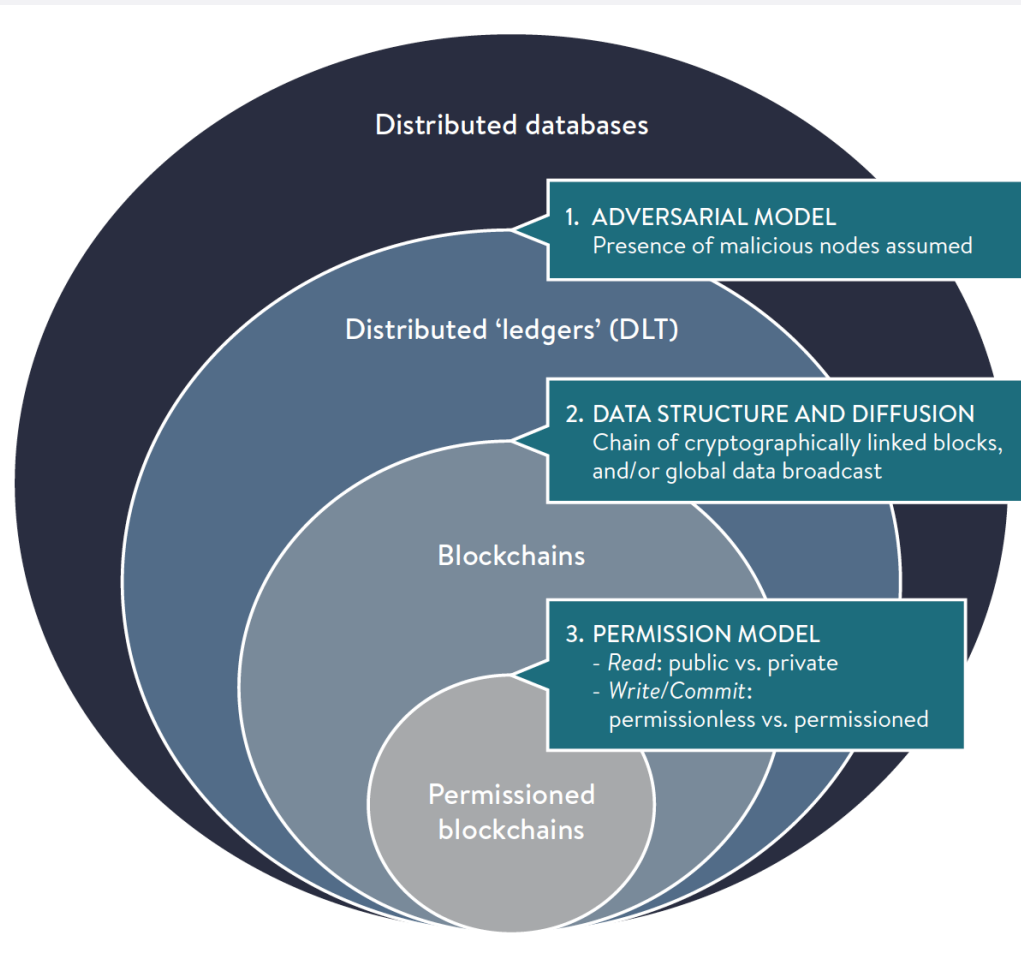 Distributed databases
1. ADVERSARIAL MODEL
Presence of malicious nodes assumed
Distributed ‘ledgers’ (DLT)
2. DATA STRUCTURE AND DIFFUSION
Chain of cryptographically linked blocks,
and/or global data broadcast
Blockchains
3. PERMISSION MODEL
- Read: public vs. private
- Write/Commit:
permissionless vs. permissioned
Permissioned
blockchains